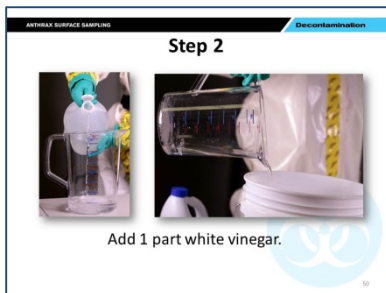 ANTHRAX SURFACE SAMPLING
Decontamination
Step 2
Add 1 part white vinegar.
50